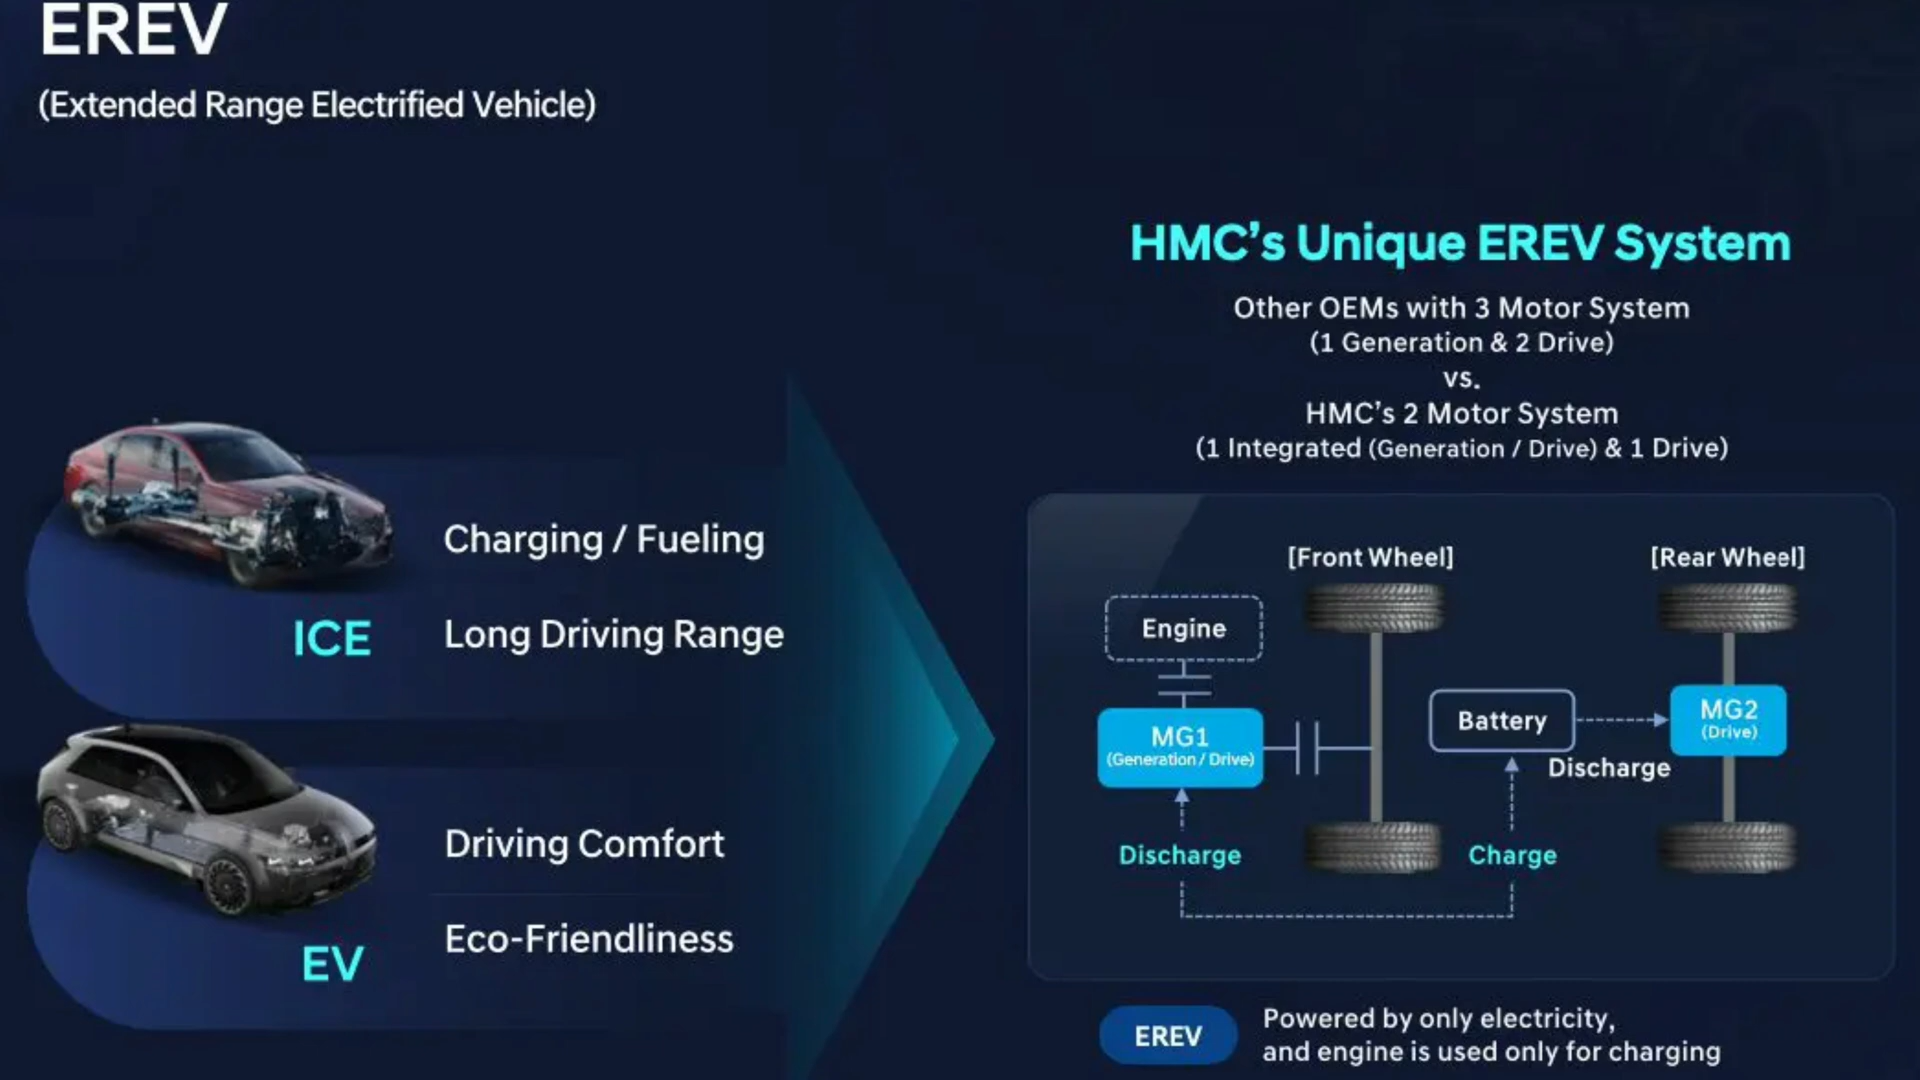 EREV
(Extended Range Electrified Vehicle)
ICE
Charging / Fueling
Long Driving Range
EV
Driving Comfort
Eco-Friendliness
HMC's Unique EREV System
Other OEMs with 3 Motor System
(1 Generation & 2 Drive)
vs.
HMC's 2 Motor System
(1 Integrated (Generation / Drive) & 1 Drive)
[Front Wheel]
[Rear Wheel]
Engine
MG1
(Generation / Drive)
Battery
MG2
(Drive)
Discharge
Discharge
Charge
EREV
Powered by only electricity,
and engine is used only for charging